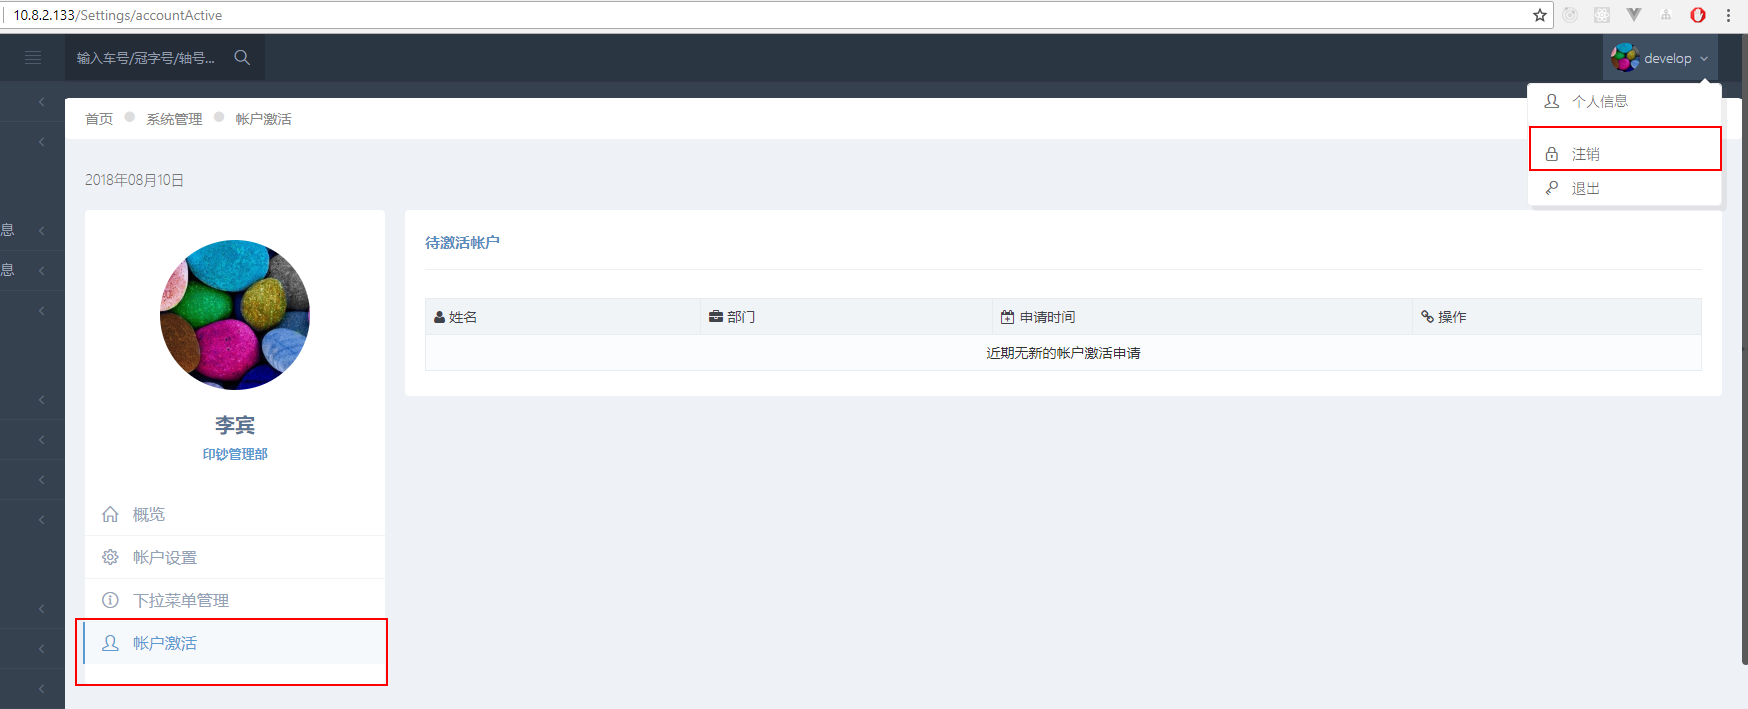 10.8.2.133/Settings/accountActive
输入车号/冠字号/轴号...
develop
个人信息
注销
退出
首页 系统管理 帐户激活
2018年08月10日
息
息
李宾
印钞管理部
概览
帐户设置
下拉菜单管理
帐户激活
待激活帐户
姓名 部门 申请时间 操作
近期无新的帐户激活申请